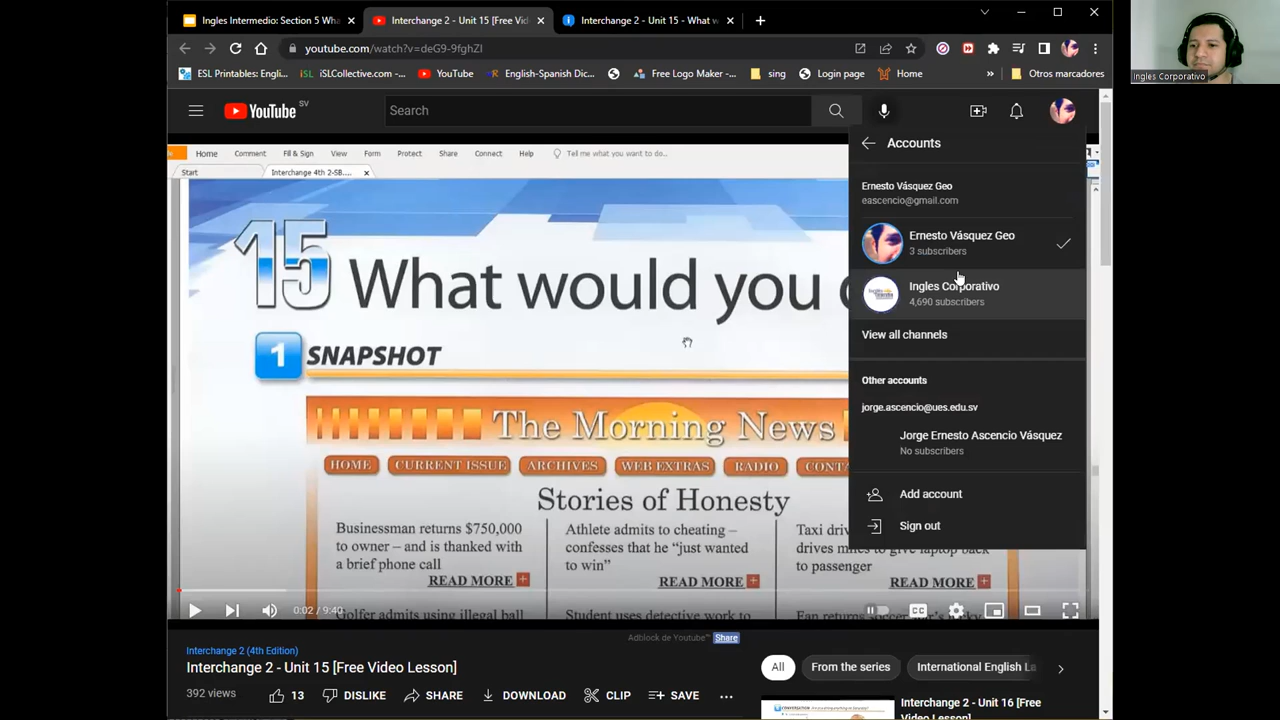 Ingles Intermedio: Section 5 Wha
Interchange 2 - Unit 15 [Free Vid
Interchange 2 - Unit 15 - What w
youtube.com/watch?v=deG9-9fghZI
ESL Printables: Engli...
iSL
iSLCollective.com -...
YouTube
English-Spanish Dic...
Free Logo Maker -...
sing
Login page
Home
»
Otros marcadores
Ingles Corporativo
YouTube SV
Search
Home Comment Fill & Sign View Form Protect Share Connect Help Tell me what you want to do...
Start
Interchange 4th 2-SB....
15 What would you
1 SNAPSHOT
The Morning News
HOME
CURRENT ISSUE
ARCHIVES
WEB EXTRAS
RADIO
CONTA
Stories of Honesty
Businessman returns $750,000
to owner – and is thanked with
a brief phone call
READ MORE +
Athlete admits to cheating –
confesses that he “just wanted
to win”
READ MORE +
Taxi driv
drives miles to give laptop back
to passenger
READ MORE +
Golfer admits using illegal ball
Student uses detective work to
Fan returns soccer
Accounts
Ernesto Vásquez Geo
eascencio@gmail.com
Ernesto Vásquez Geo
3 subscribers
Ingles Corporativo
4,690 subscribers
View all channels
Other accounts
jorge.ascencio@ues.edu.sv
Jorge Ernesto Ascencio Vásquez
No subscribers
Add account
Sign out
0:02 / 9:40
CC
Adblock de Youtube™ Share
Interchange 2 (4th Edition)
Interchange 2 - Unit 15 [Free Video Lesson]
392 views
13
DISLIKE
SHARE
DOWNLOAD
CLIP
SAVE
All
From the series
International English La
Interchange 2 - Unit 16 [Free
Video Lesson]